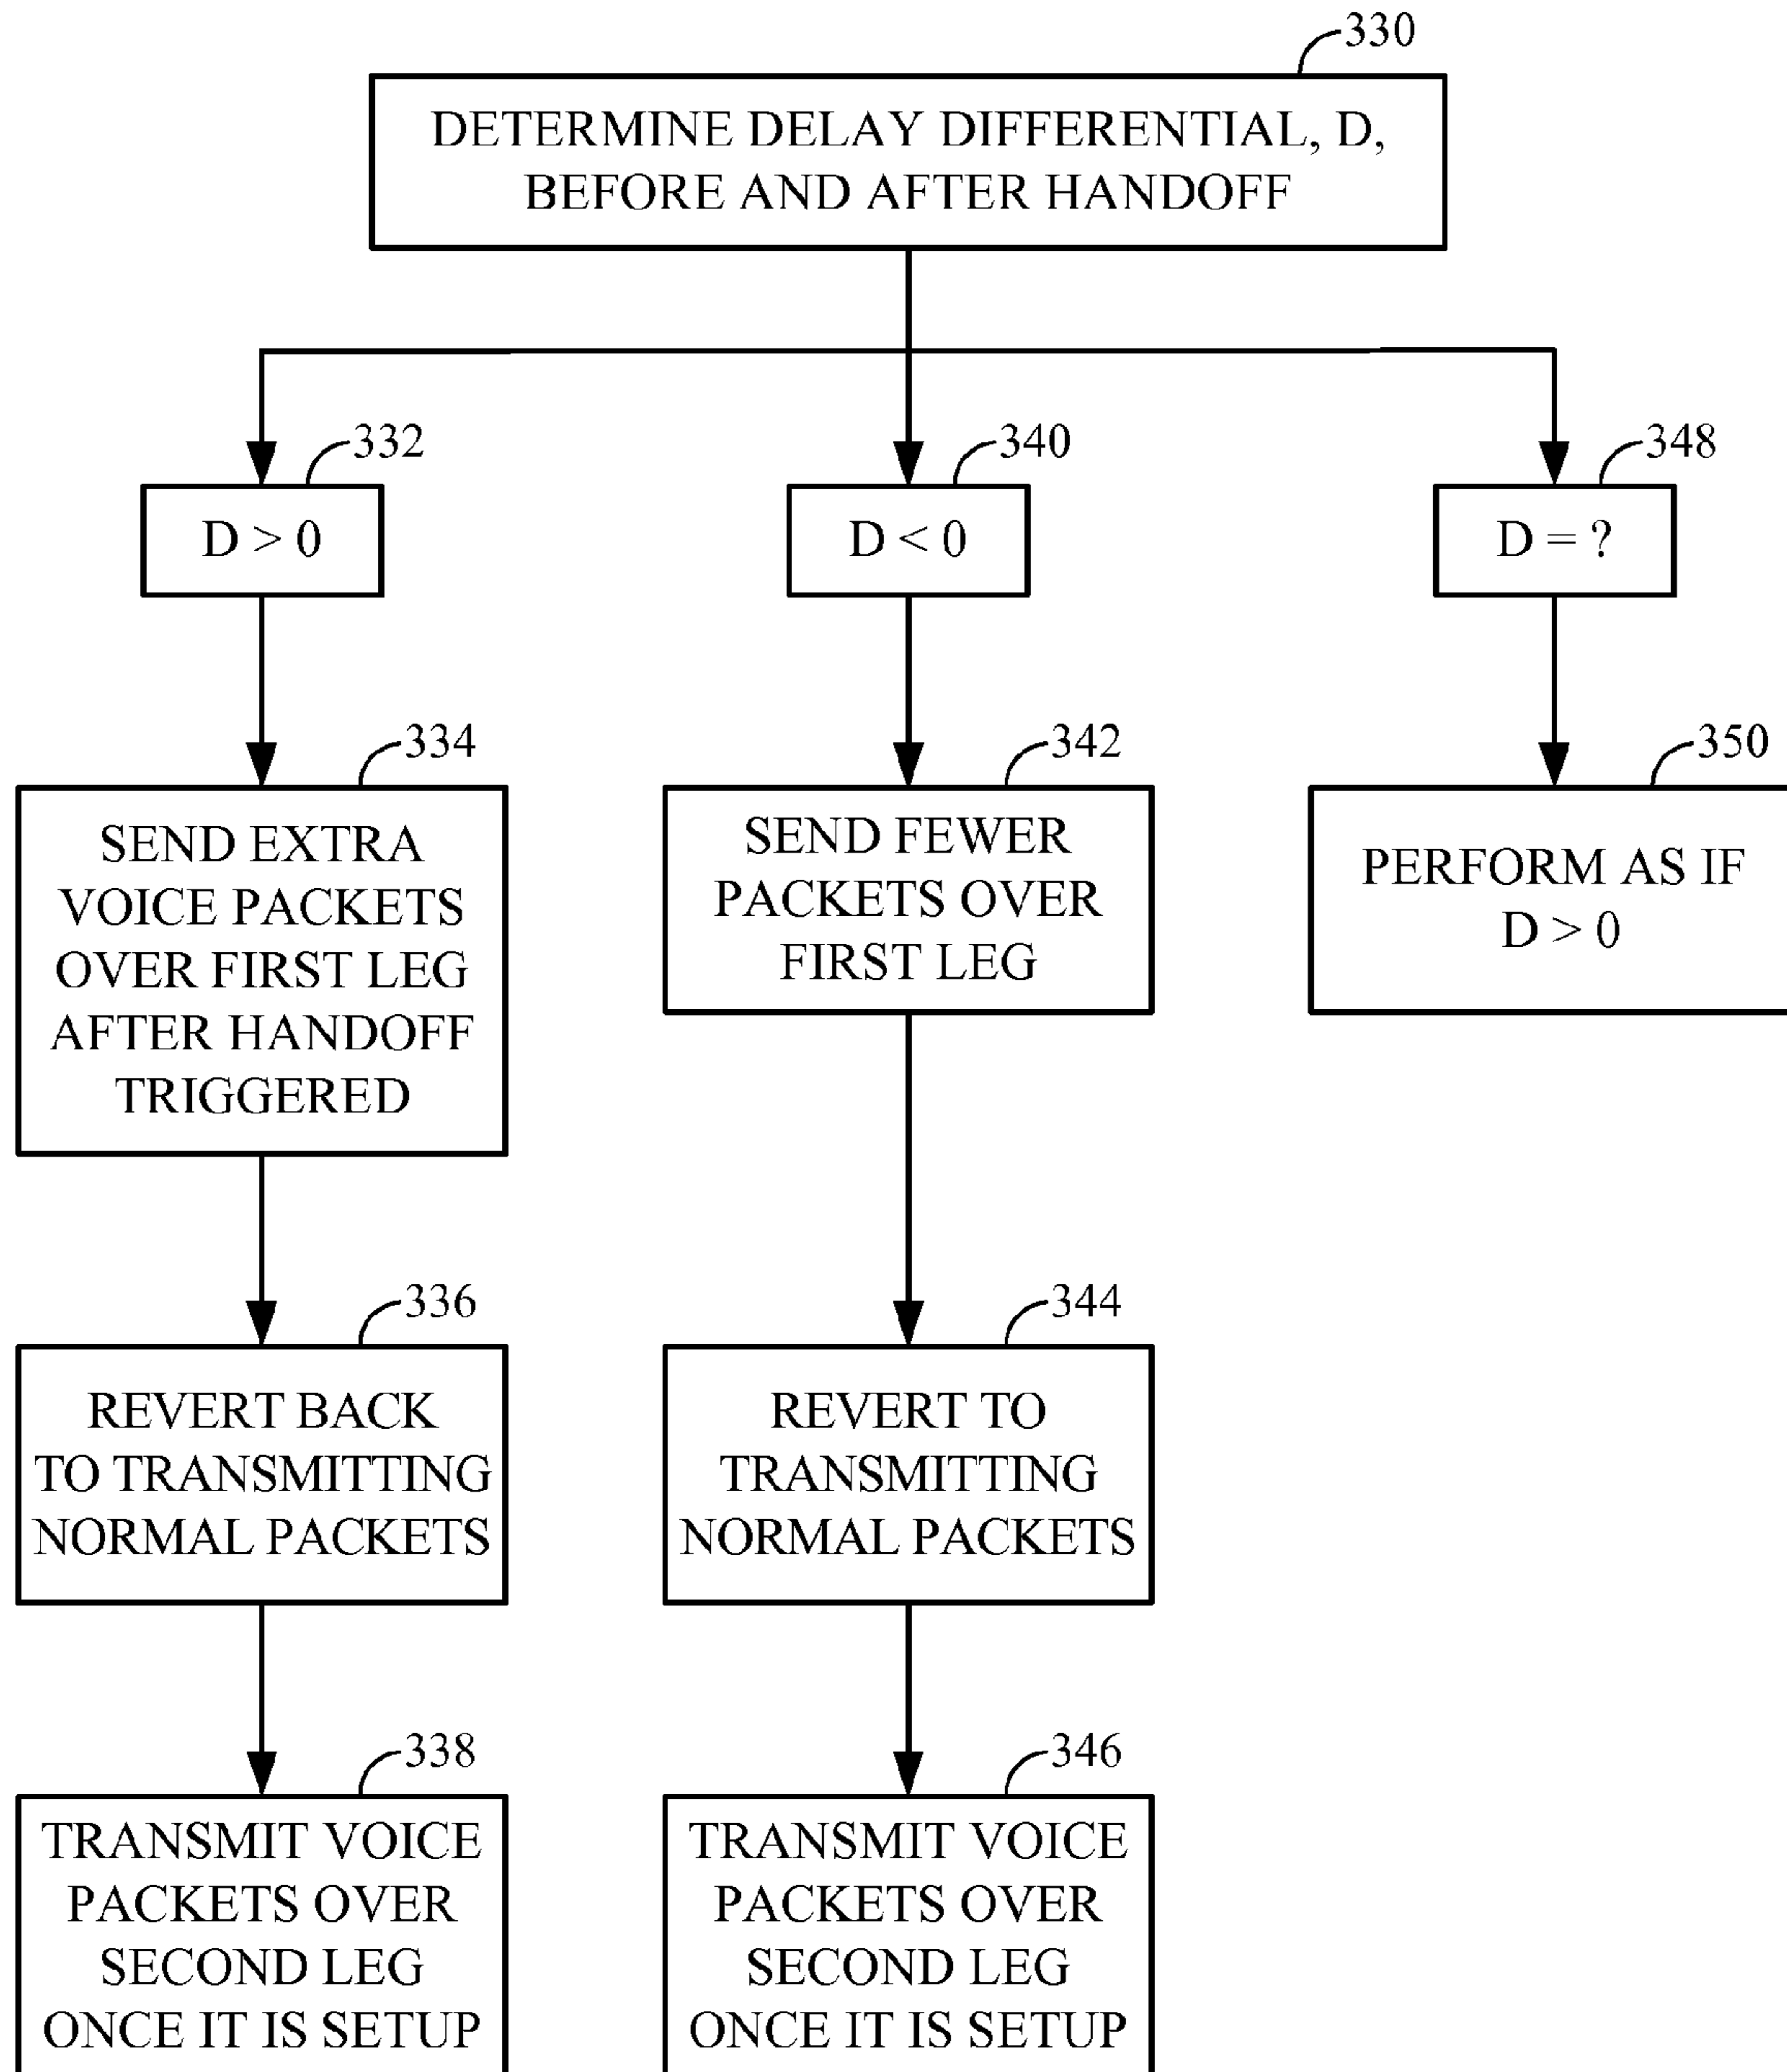 330
DETERMINE DELAY DIFFERENTIAL, D,
BEFORE AND AFTER HANDOFF
332
D > 0
340
D < 0
348
D = ?
334
SEND EXTRA
VOICE PACKETS
OVER FIRST LEG
AFTER HANDOFF
TRIGGERED
342
SEND FEWER
PACKETS OVER
FIRST LEG
350
PERFORM AS IF
D > 0
336
REVERT BACK
TO TRANSMITTING
NORMAL PACKETS
344
REVERT TO
TRANSMITTING
NORMAL PACKETS
338
TRANSMIT VOICE
PACKETS OVER
SECOND LEG
ONCE IT IS SETUP
346
TRANSMIT VOICE
PACKETS OVER
SECOND LEG
ONCE IT IS SETUP